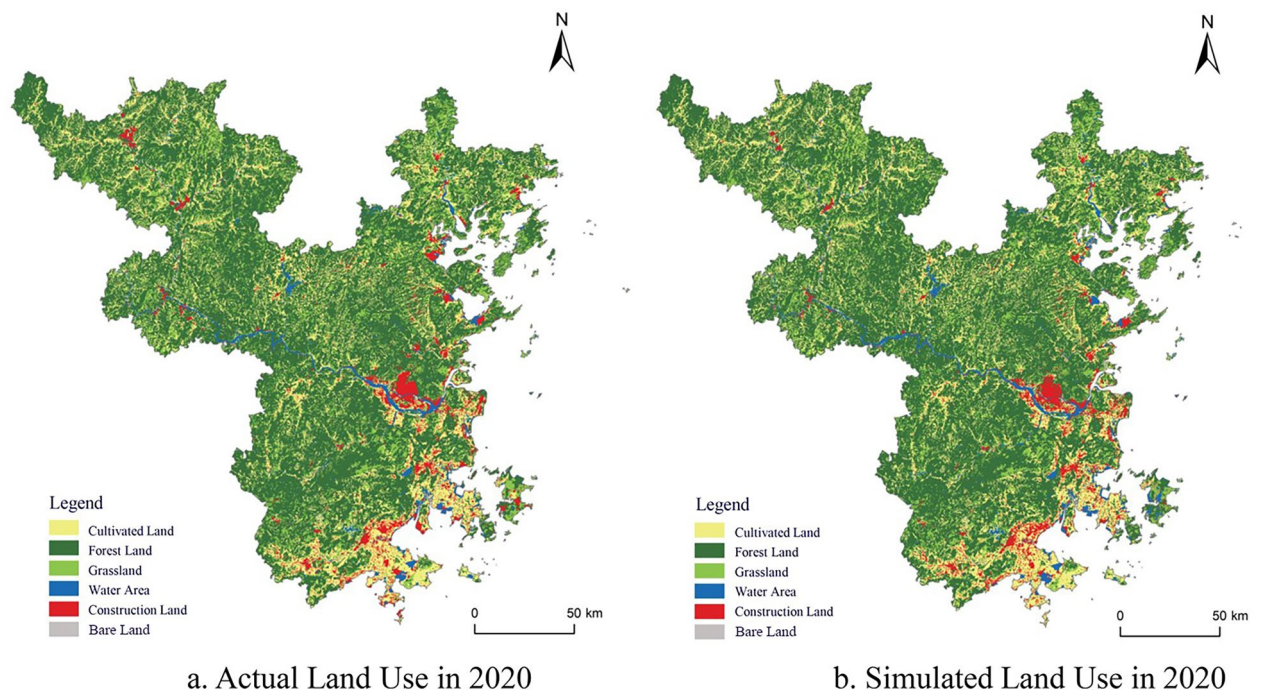 N
Legend
Cultivated Land
Forest Land
Grassland
Water Area
Construction Land
Bare Land
0 50 km
a. Actual Land Use in 2020
N
Legend
Cultivated Land
Forest Land
Grassland
Water Area
Construction Land
Bare Land
0 50 km
b. Simulated Land Use in 2020